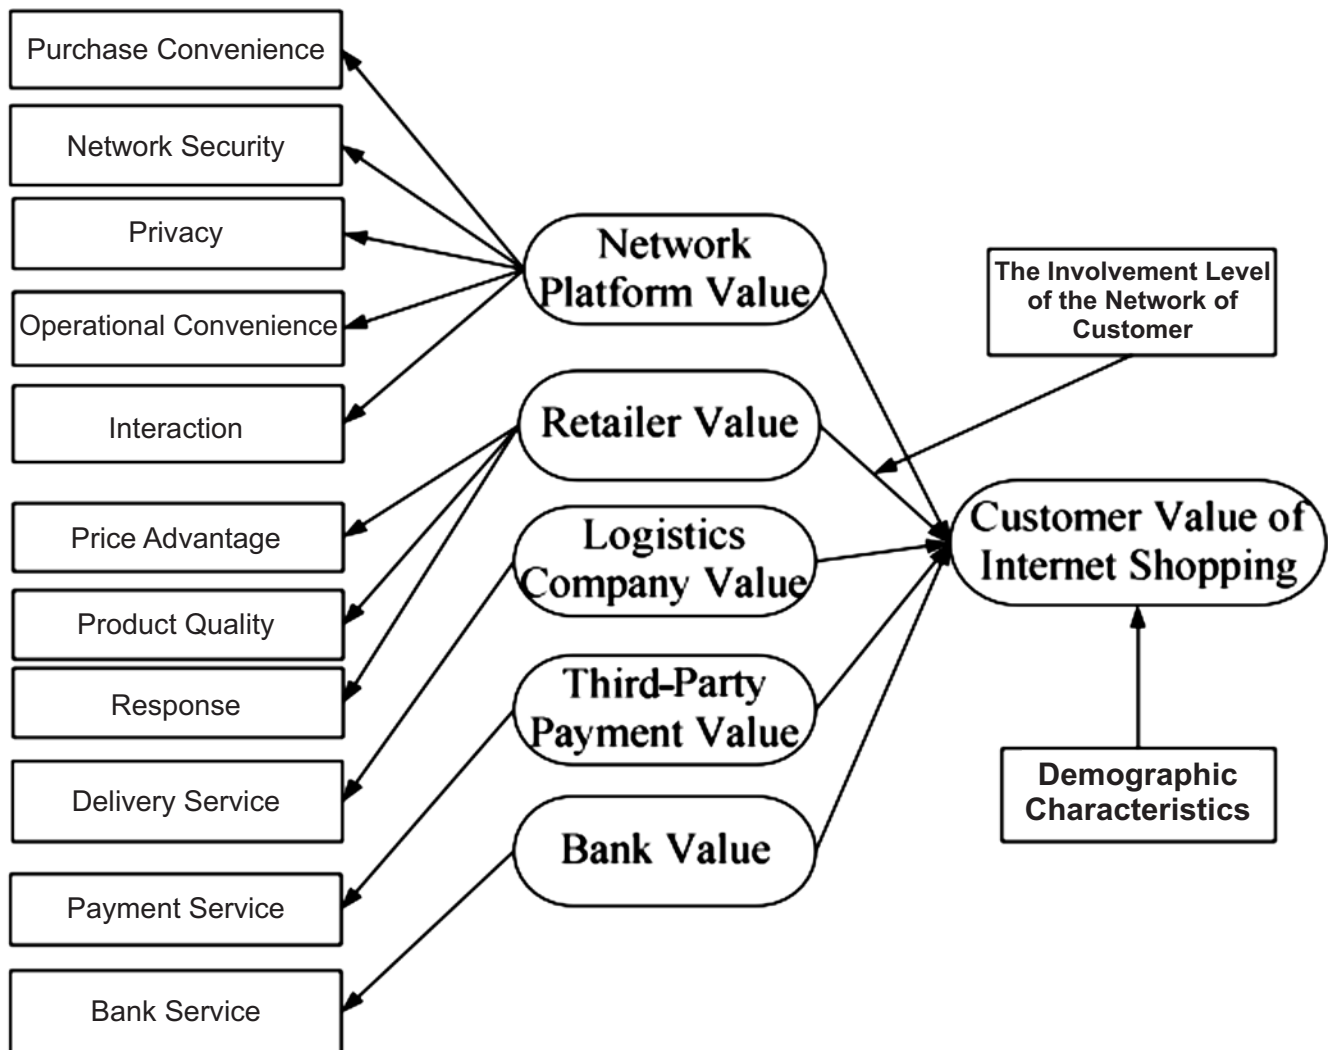 Purchase Convenience
Network Security
Privacy
Operational Convenience
Interaction
Price Advantage
Product Quality
Response
Delivery Service
Payment Service
Bank Service
Network
Platform Value
Retailer Value
Logistics
Company Value
Third-Party
Payment Value
Bank Value
The Involvement Level
of the Network of
Customer
Customer Value of
Internet Shopping
Demographic
Characteristics